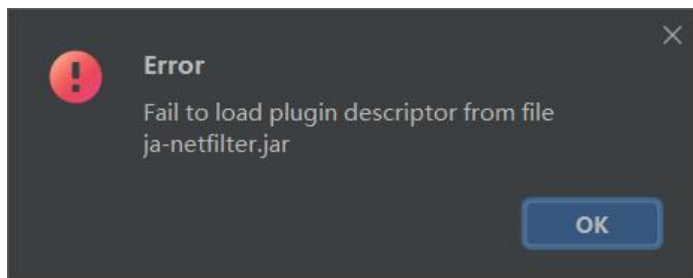 Error
Fail to load plugin descriptor from file
ja-netfilter.jar
OK